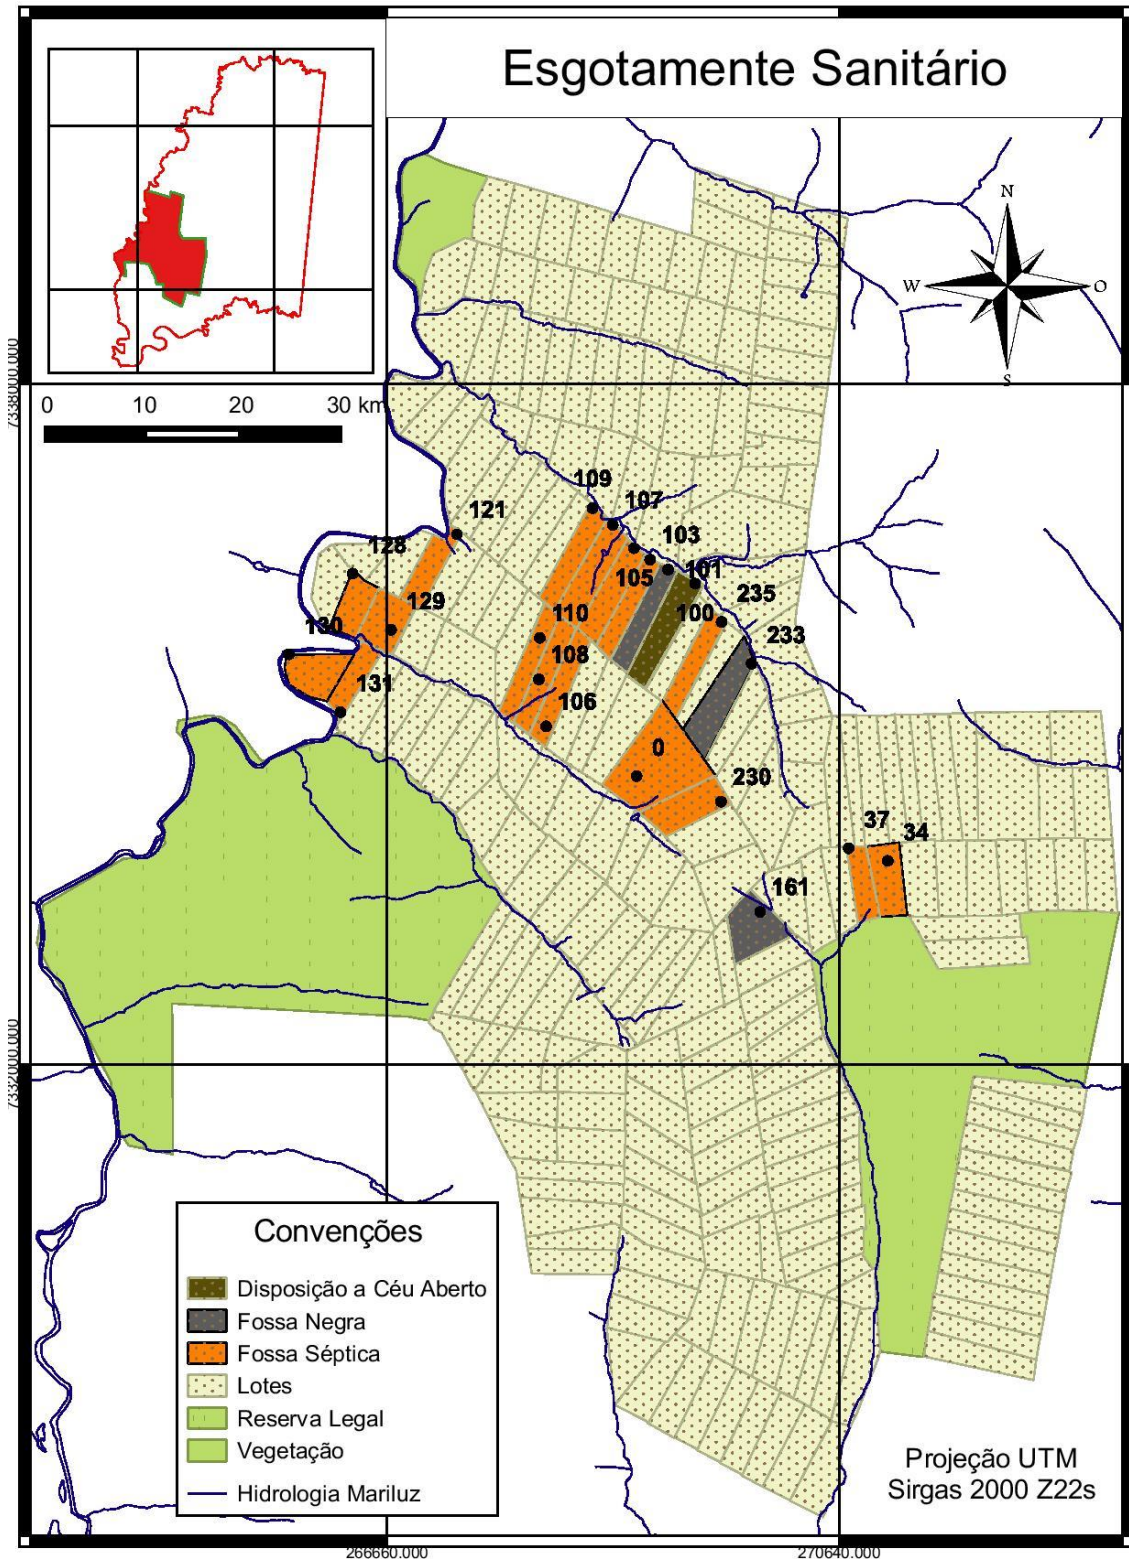 Esgotamente Sanitário
N
W
O
S
7338000.000
0 10 20 30 km
109
107
121
103
128
105
101
235
129
110
100
233
130
108
131
106
0
230
37
34
161
7332000.000
Convenções
Disposição a Céu Aberto
Fossa Negra
Fossa Séptica
Lotes
Reserva Legal
Vegetação
Hidrologia Mariluz
Projeção UTM
Sirgas 2000 Z22s
266660.000
270640.000